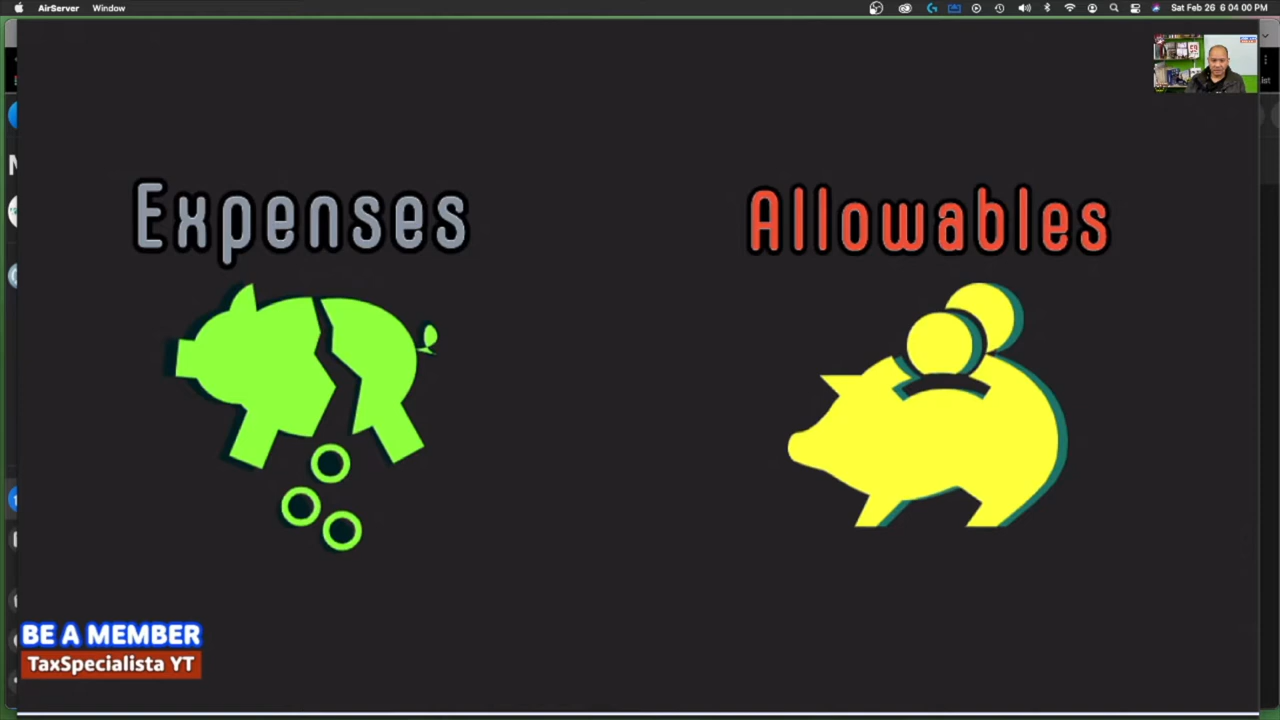 AirServer Window Sat Feb 26 6 04 00 PM
Expenses Allowables
BE A MEMBER
TaxSpecialista YT